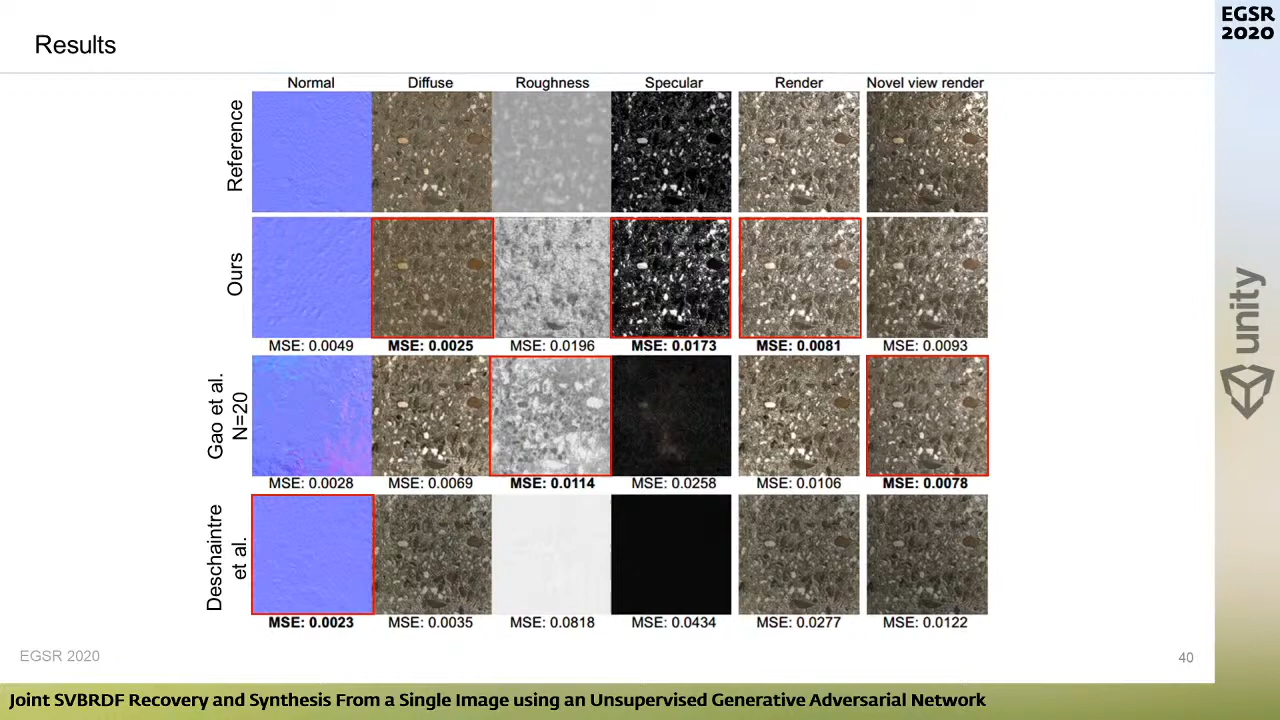 Results
EGSR
2020
Normal Diffuse Roughness Specular Render Novel view render
Reference
Ours
MSE: 0.0049 MSE: 0.0025 MSE: 0.0196 MSE: 0.0173 MSE: 0.0081 MSE: 0.0093
Gao et al.
N=20
MSE: 0.0028 MSE: 0.0069 MSE: 0.0114 MSE: 0.0258 MSE: 0.0106 MSE: 0.0078
Deschaintre
et al.
MSE: 0.0023 MSE: 0.0035 MSE: 0.0818 MSE: 0.0434 MSE: 0.0277 MSE: 0.0122
unity
EGSR 2020
40
Joint SVBRDF Recovery and Synthesis From a Single Image using an Unsupervised Generative Adversarial Network